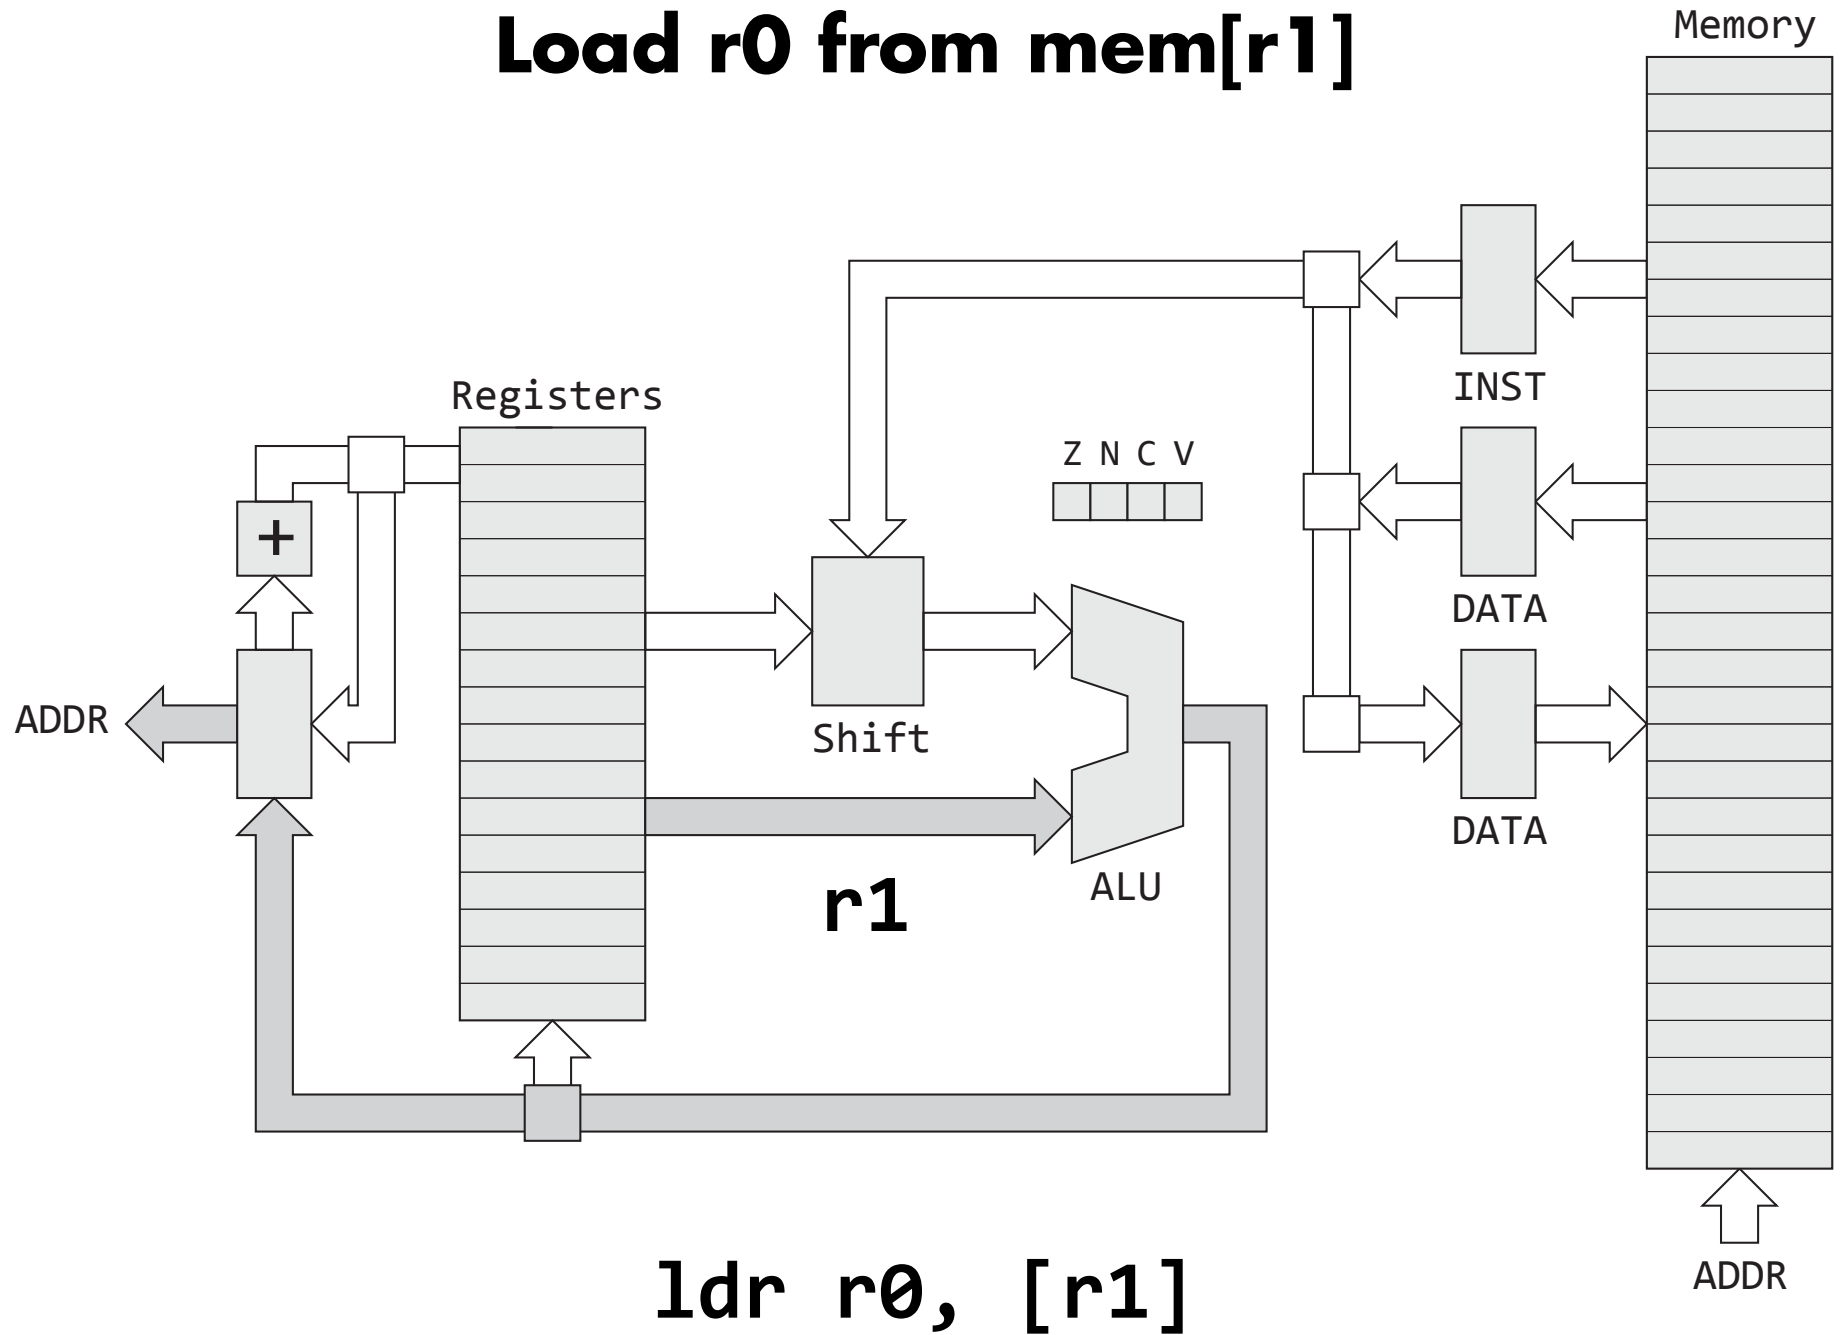 Load r0 from mem[r1]
Memory
INST
Registers
Z N C V
+
DATA
ADDR
Shift
DATA
r1
ALU
ADDR
ldr r0, [r1]